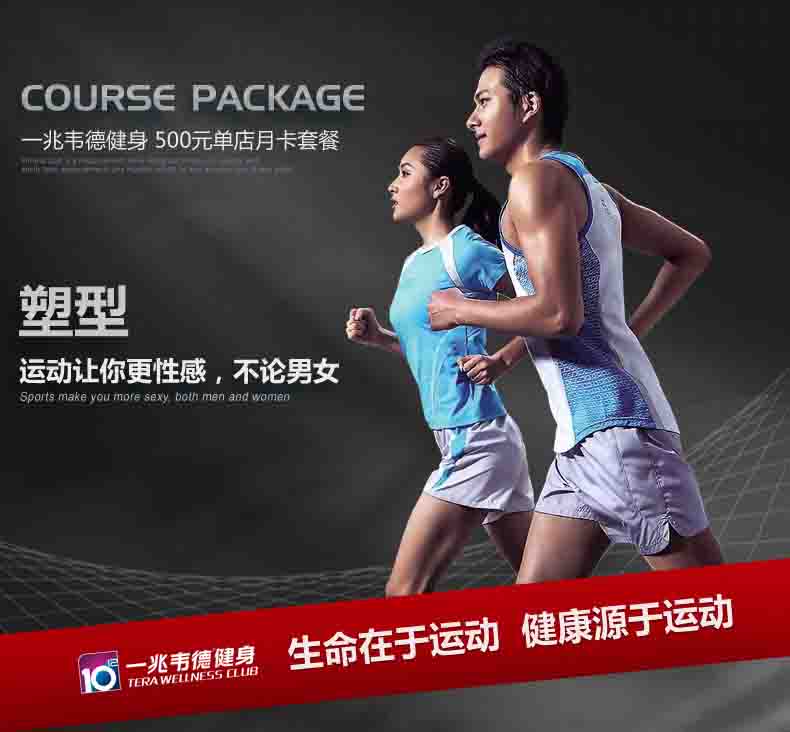 COURSE PACKAGE
一兆韦德健身 500元单店月卡套餐
塑型
运动让你更性感，不论男女
Sports make you more sexy, both men and women
10 12
一兆韦德健身
TERA WELLNESS CLUB
生命在于运动 健康源于运动